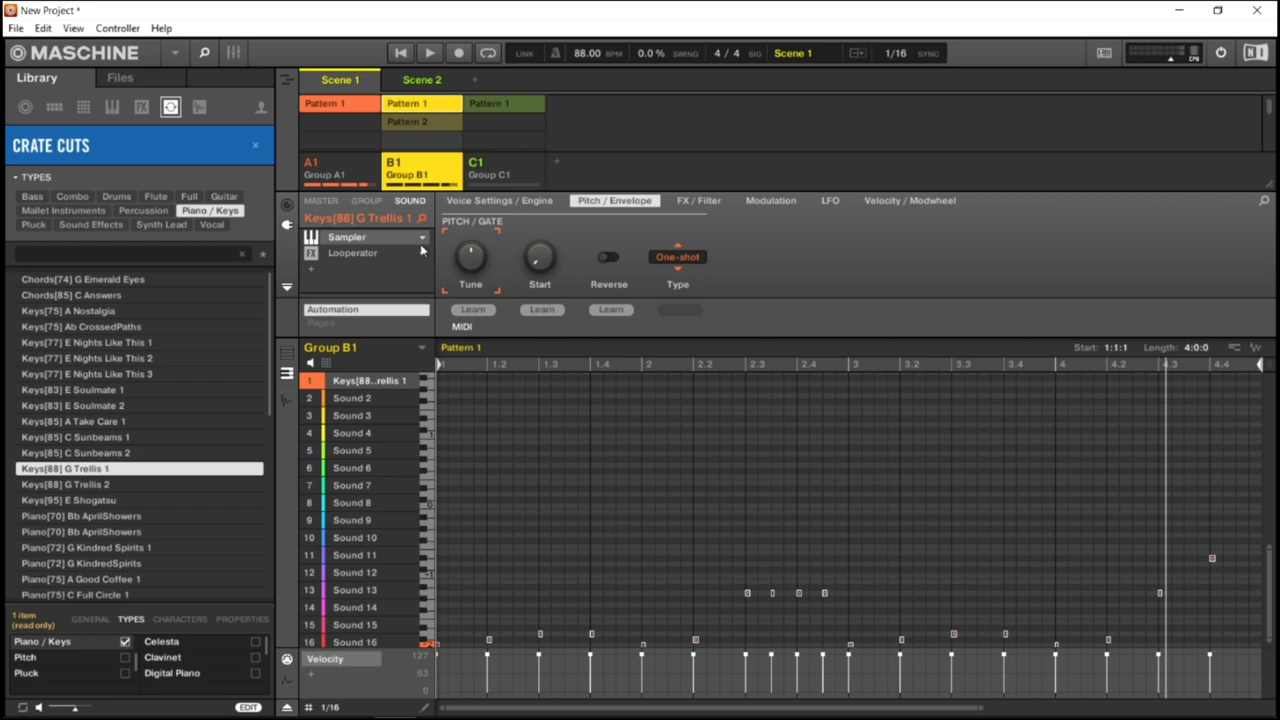 New Project *
File Edit View Controller Help
MASCHINE LINK 88.00 BPM 0.0% SWING 4 / 4 SIG Scene 1 1/16 SYNC CPU
Library Files
Scene 1 Scene 2 +
Pattern 1 Pattern 1 Pattern 1
Pattern 2
CRATE CUTS ×
A1 B1 C1 +
Group A1 Group B1 Group C1
TYPES
Bass Combo Drums Flute Full Guitar
Mallet Instruments Percussion Piano / Keys
Pluck Sound Effects Synth Lead Vocal
MASTER GROUP SOUND
Keys[88] G Trellis 1
Sampler
FX Looperator
+
Voice Settings / Engine Pitch / Envelope FX / Filter Modulation LFO Velocity / Modwheel
PITCH / GATE
One-shot
Tune Start Reverse Type
Automation Learn Learn Learn
Pages MIDI
Chords[74] G Emerald Eyes
Chords[85] C Answers
Keys[75] A Nostalgia
Keys[75] Ab CrossedPaths
Keys[77] E Nights Like This 1
Keys[77] E Nights Like This 2
Keys[77] E Nights Like This 3
Keys[83] E Soulmate 1
Keys[83] E Soulmate 2
Keys[85] A Take Care 1
Keys[85] C Sunbeams 1
Keys[85] C Sunbeams 2
Keys[88] G Trellis 1
Keys[88] G Trellis 2
Keys[95] E Shogatsu
Piano[70] Bb AprilShowers
Piano[70] Bb AprilShowers
Piano[72] G Kindred Spirits 1
Piano[72] G KindredSpirits
Piano[75] A Good Coffee 1
Piano[75] C Full Circle 1
1 item
(read only)
GENERAL TYPES CHARACTERS PROPERTIES
Piano / Keys Celesta
Pitch Clavinet
Pluck Digital Piano
EDIT
Group B1 Pattern 1 Start: 1:1:1 Length: 4:0:0
1 1.2 1.3 1.4 2 2.2 2.3 2.4 3 3.2 3.3 3.4 4 4.2 4.3 4.4 5
1 Keys[88..rellis 1
2 Sound 2
3 Sound 3
4 Sound 4
5 Sound 5
6 Sound 6
7 Sound 7
8 Sound 8
9 Sound 9
10 Sound 10
11 Sound 11
12 Sound 12
13 Sound 13
14 Sound 14
15 Sound 15
16 Sound 16
Velocity 127
+ 63
0
# 1/16